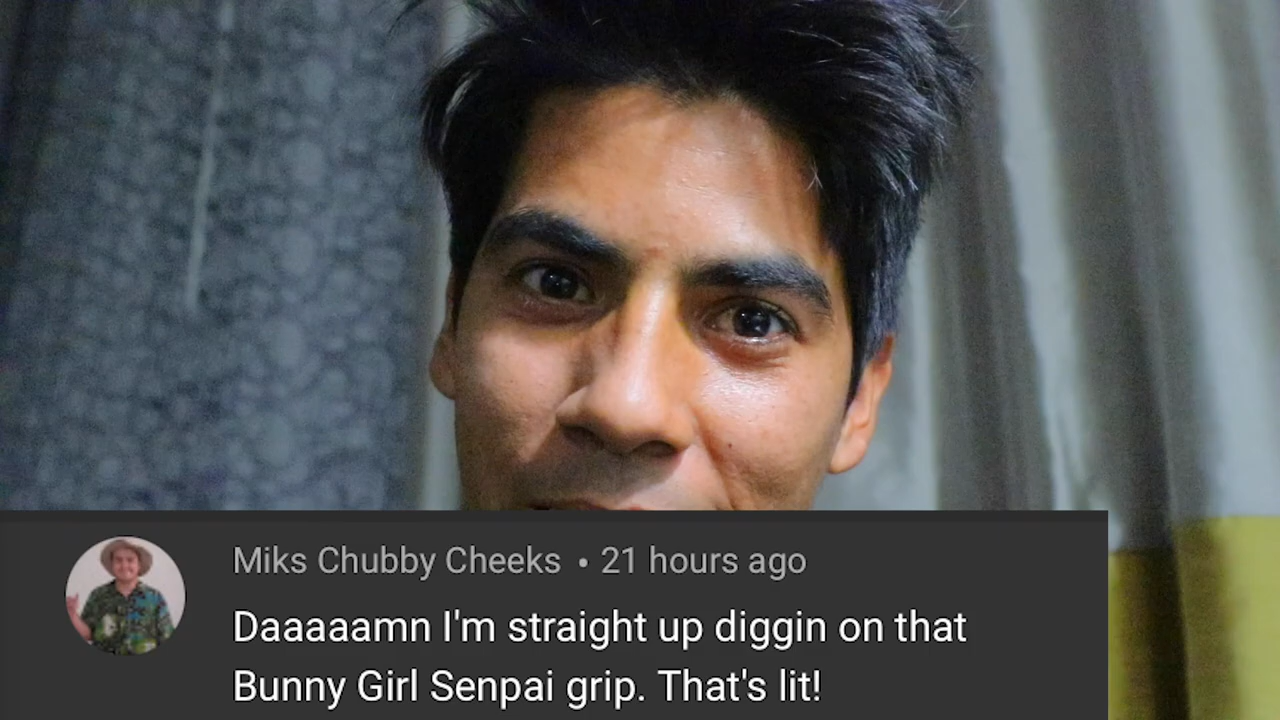 Miks Chubby Cheeks • 21 hours ago
Daaaaamn I'm straight up diggin on that
Bunny Girl Senpai grip. That's lit!